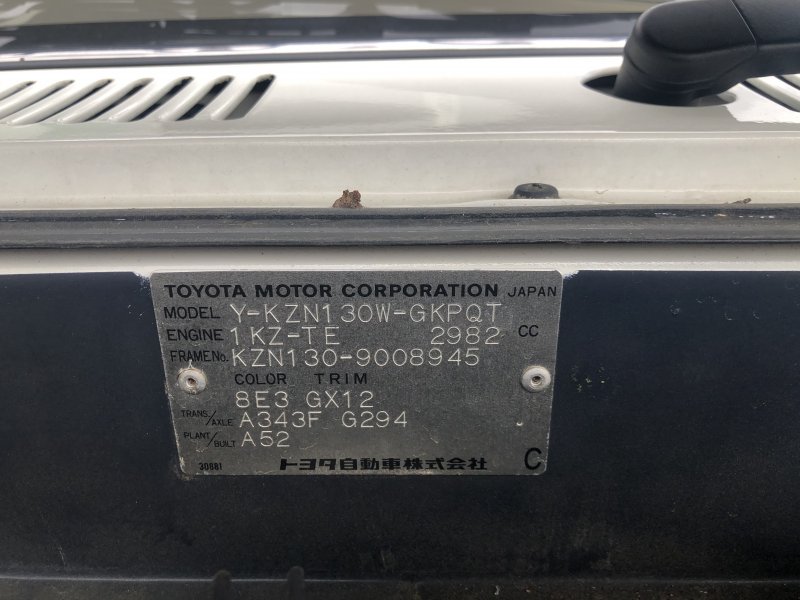 TOYOTA MOTOR CORPORATION JAPAN
MODEL Y-KZN130W-GKPQT
ENGINE 1KZ-TE 2982 CC
FRAME No. KZN130-9008945
COLOR TRIM
8E3 GX12
TRANS./AXLE A343F G294
PLANT/BUILT A52
30881 トヨタ自動車株式会社 C